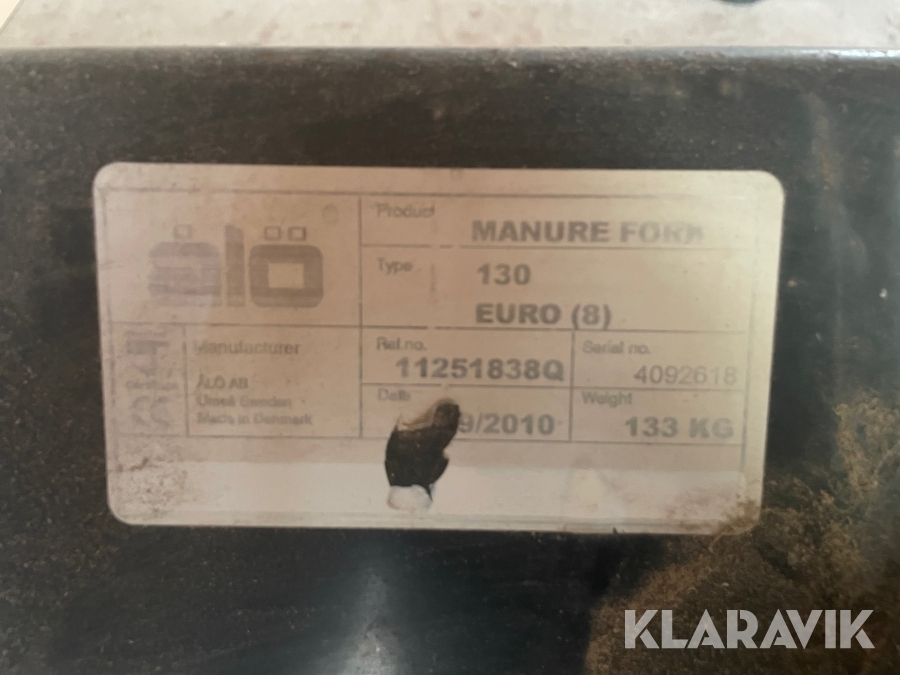 ålö
Product
MANURE FORK
Type
130
EURO (8)
Manufacturer
ÅLÖ AB
Umeå Sweden
Made in Denmark
Ref.no.
11251838Q
Serial no.
4092618
Date
9/2010
Weight
133 KG
KLARAVIK